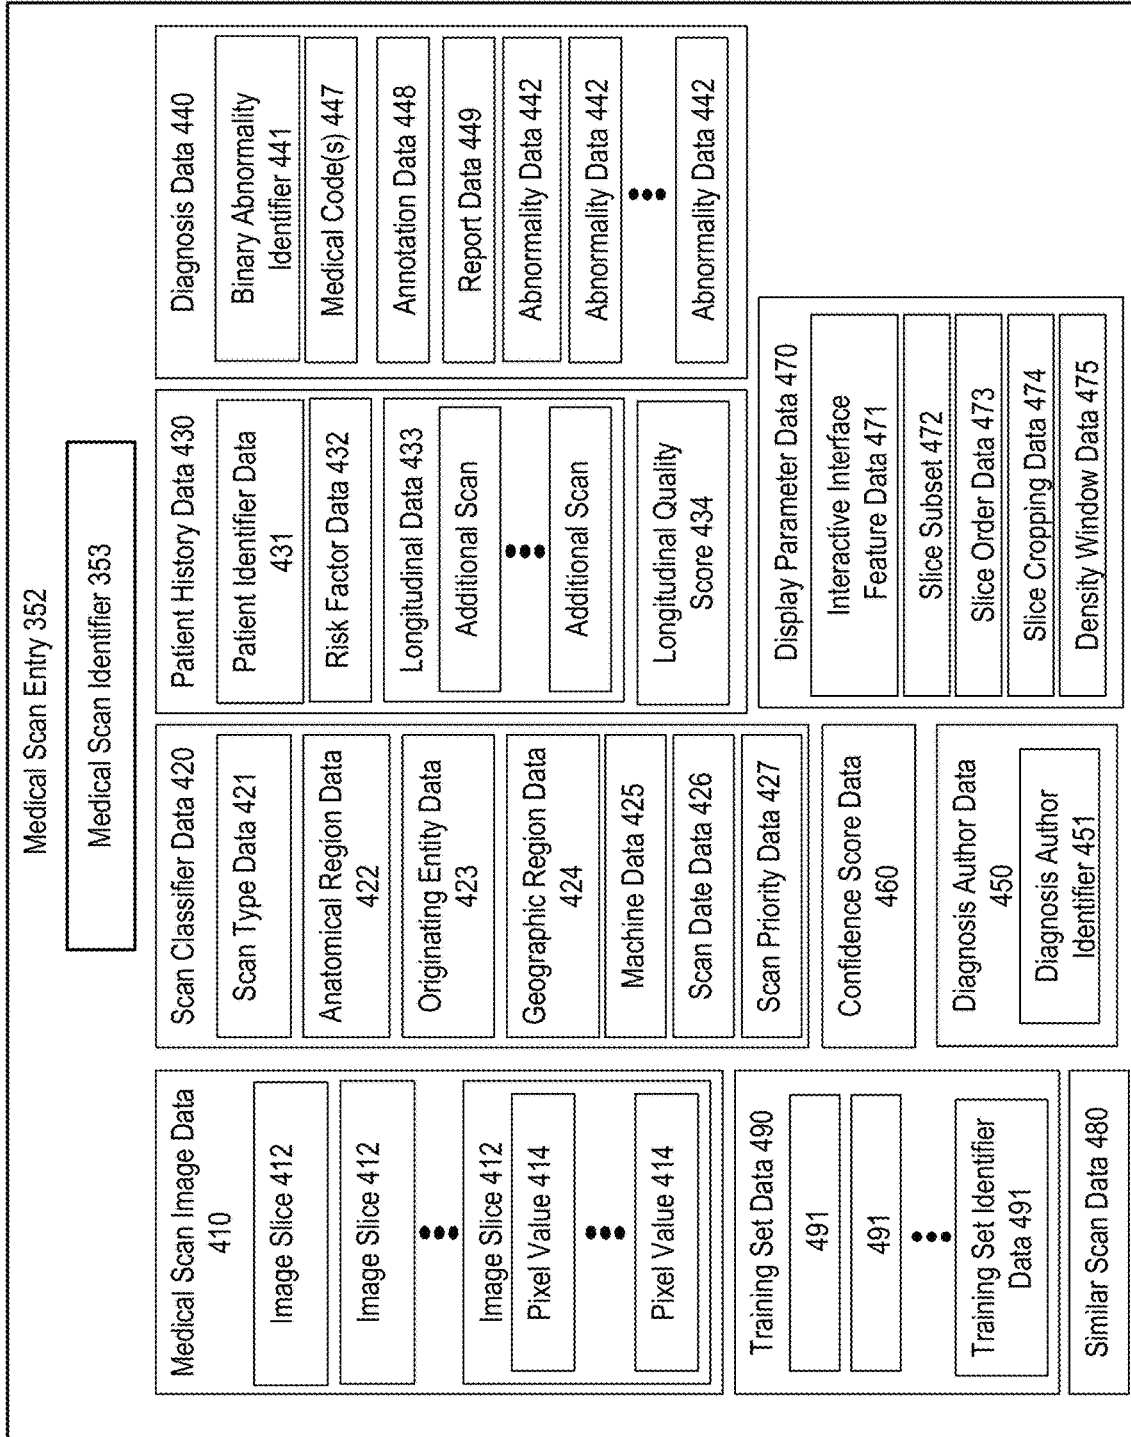 Medical Scan Entry 352
Medical Scan Identifier 353
Medical Scan Image Data
410
Image Slice 412
Image Slice 412
Image Slice 412
Pixel Value 414
Pixel Value 414
Training Set Data 490
491
491
Training Set Identifier
Data 491
Similar Scan Data 480
Scan Classifier Data 420
Scan Type Data 421
Anatomical Region Data
422
Originating Entity Data
423
Geographic Region Data
424
Machine Data 425
Scan Date Data 426
Scan Priority Data 427
Confidence Score Data
460
Diagnosis Author Data
450
Diagnosis Author
Identifier 451
Patient History Data 430
Patient Identifier Data
431
Risk Factor Data 432
Longitudinal Data 433
Additional Scan
Additional Scan
Longitudinal Quality
Score 434
Diagnosis Data 440
Binary Abnormality
Identifier 441
Medical Code(s) 447
Annotation Data 448
Report Data 449
Abnormality Data 442
Abnormality Data 442
Abnormality Data 442
Display Parameter Data 470
Interactive Interface
Feature Data 471
Slice Subset 472
Slice Order Data 473
Slice Cropping Data 474
Density Window Data 475